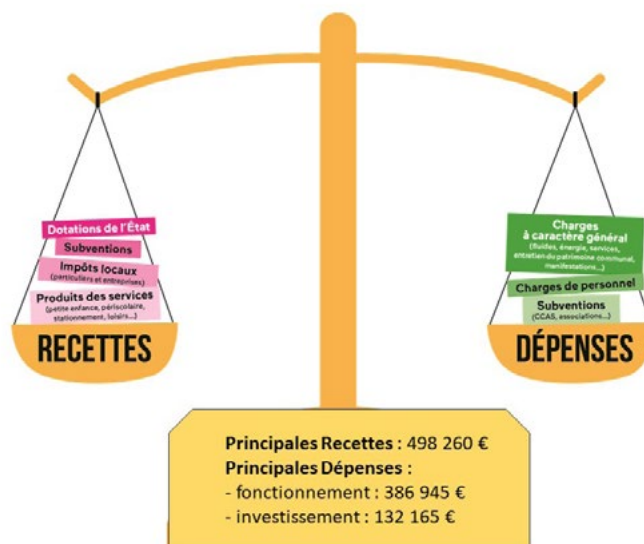 Dotations de l'État
Subventions
Impôts locaux
(particuliers et entreprises)
Produits des services
(petite enfance, périscolaire,
stationnement, loisirs...)
RECETTES
Charges
à caractère général
(fluides, énergie, services,
entretien du patrimoine communal,
manifestations...)
Charges de personnel
Subventions
(CCAS, associations...)
DÉPENSES
Principales Recettes : 498 260 €
Principales Dépenses :
- fonctionnement : 386 945 €
- investissement : 132 165 €